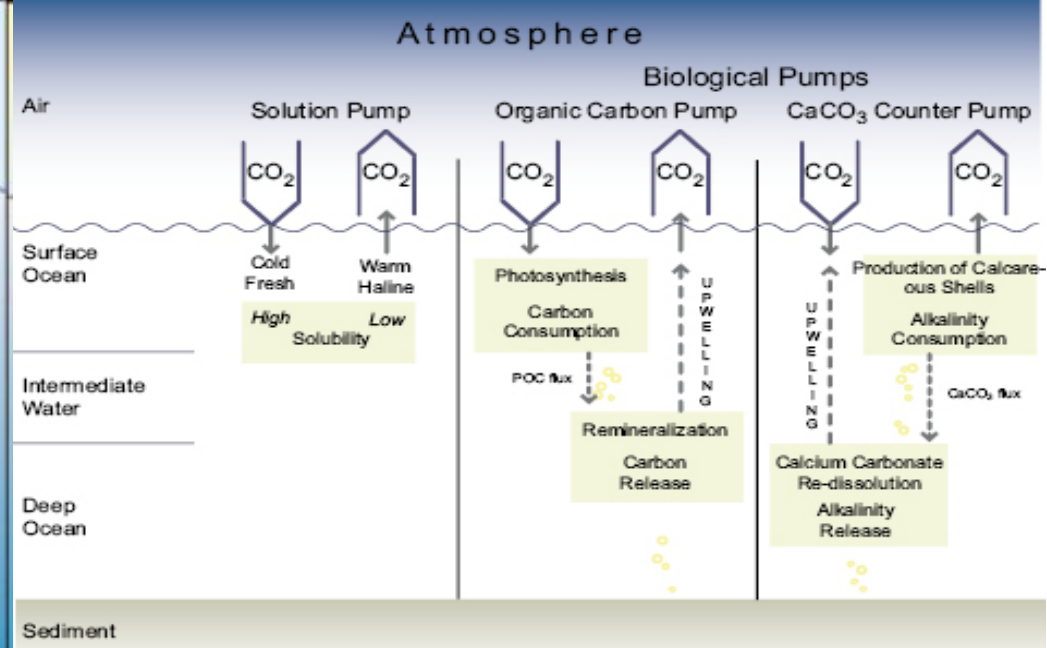 Atmosphere
Biological Pumps
Air
Solution Pump
Organic Carbon Pump
CaCO₃ Counter Pump
CO₂
CO₂
CO₂
CO₂
CO₂
CO₂
Surface
Ocean
Cold
Fresh
Warm
Haline
High
Low
Solubility
Photosynthesis
Carbon
Consumption
POC flux
UPWELLING
Remineralization
Carbon
Release
UPWELLING
Production of Calcare-
ous Shells
Alkalinity
Consumption
CaCO₃ flux
Calcium Carbonate
Re-dissolution
Alkalinity
Release
Intermediate
Water
Deep
Ocean
Sediment